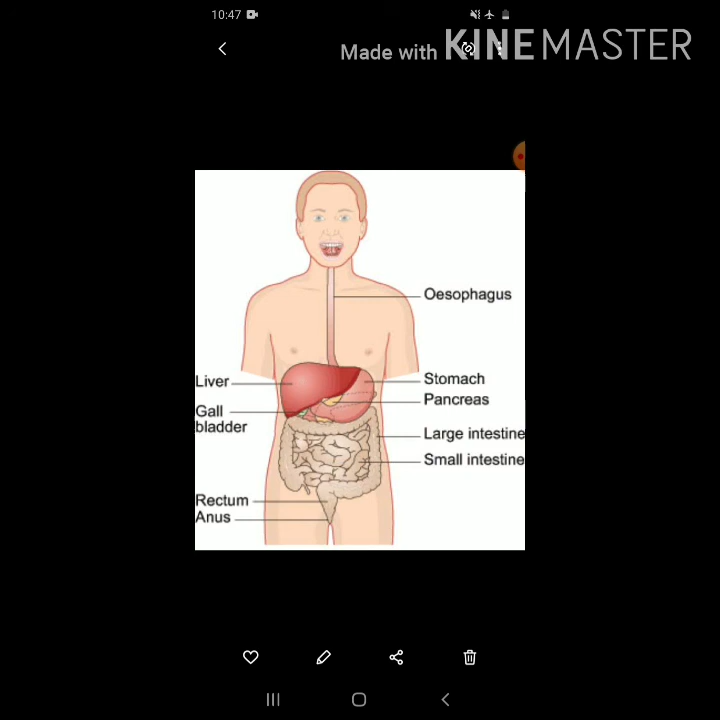 10:47
Made with KINEMASTER
Oesophagus
Liver
Stomach
Pancreas
Gall
bladder
Large intestine
Small intestine
Rectum
Anus